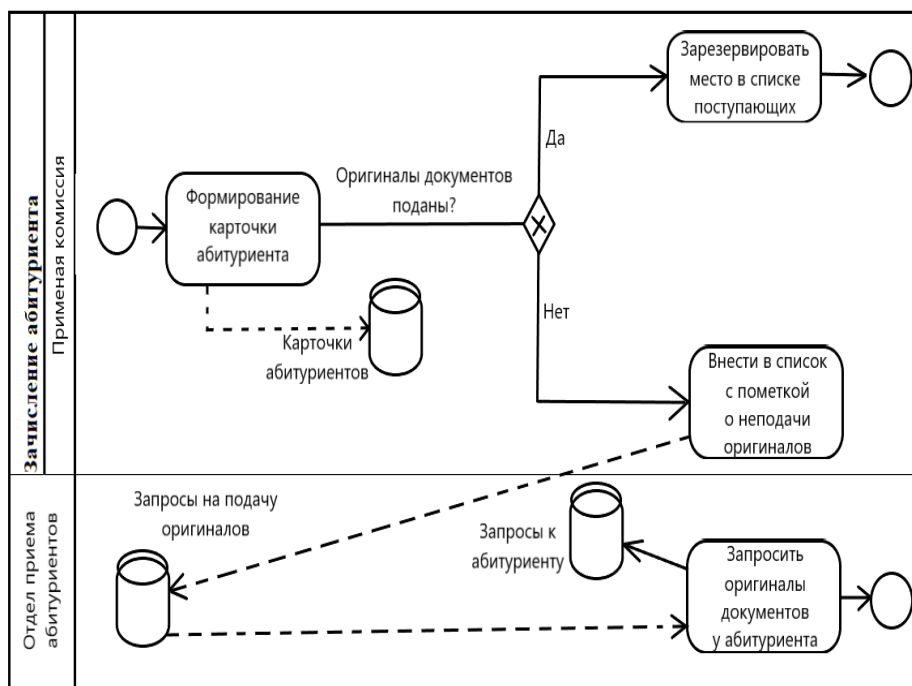 Зачисление абитуриента
Применая комиссия
Формирование
карточки
абитуриента
Карточки
абитуриентов
Оригиналы документов
поданы?
Да
Нет
Зарезервировать
место в списке
поступающих
Внести в список
с пометкой
о неподачи
оригиналов
Отдел приема
абитуриентов
Запросы на подачу
оригиналов
Запросы к
абитуриенту
Запросить
оригиналы
документов
у абитуриента